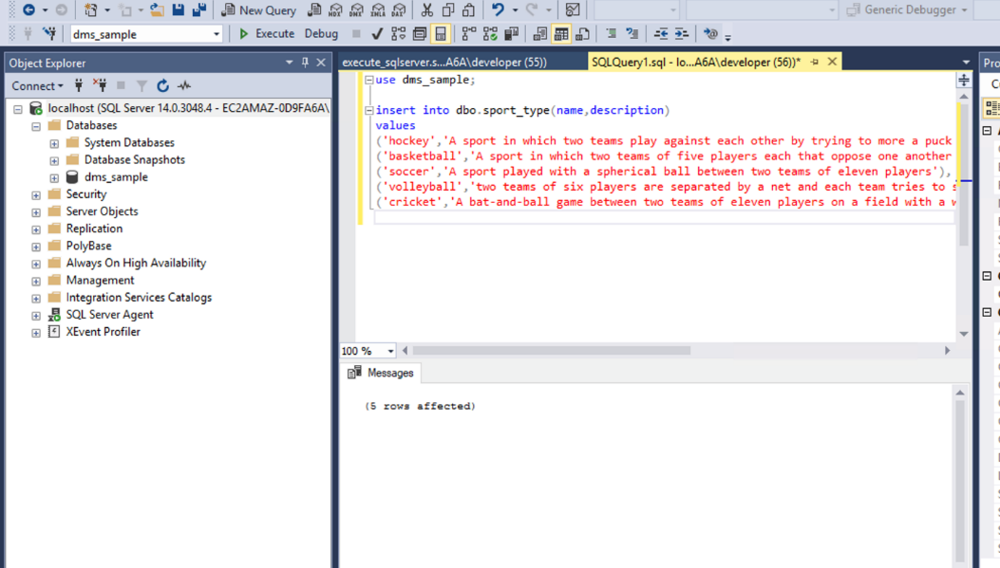 New Query
MDX DMX XMLA DAX
Generic Debugger
dms_sample
Execute Debug
Object Explorer
Connect
localhost (SQL Server 14.0.3048.4 - EC2AMAZ-0D9FA6A\
Databases
System Databases
Database Snapshots
dms_sample
Security
Server Objects
Replication
PolyBase
Always On High Availability
Management
Integration Services Catalogs
SQL Server Agent
XEvent Profiler
execute_sqlserver.s...A6A\developer (55))
SQLQuery1.sql - lo...A6A\developer (56))*
use dms_sample;
insert into dbo.sport_type(name,description)
values
('hockey','A sport in which two teams play against each other by trying to more a puck
('basketball','A sport in which two teams of five players each that oppose one another
('soccer','A sport played with a spherical ball between two teams of eleven players'),
('volleyball','two teams of six players are separated by a net and each team tries to
('cricket','A bat-and-ball game between two teams of eleven players on a field with a
100 %
Messages
(5 rows affected)